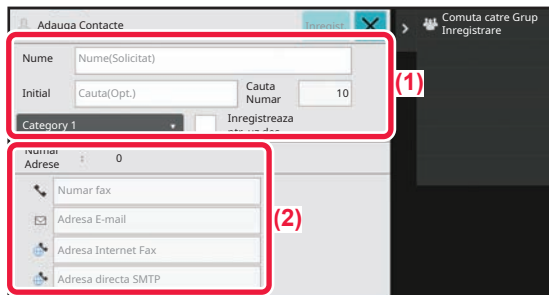 Adauga Contacte
Inregist.
Comuta catre Grup
Inregistrare
Nume
Nume(Solicitat)
(1)
Initial
Cauta(Opt.)
Cauta
Numar
10
Category 1
Inregistreaza
Numar
Adrese : 0
Numar fax
Adresa E-mail
(2)
Adresa Internet Fax
Adresa directa SMTP